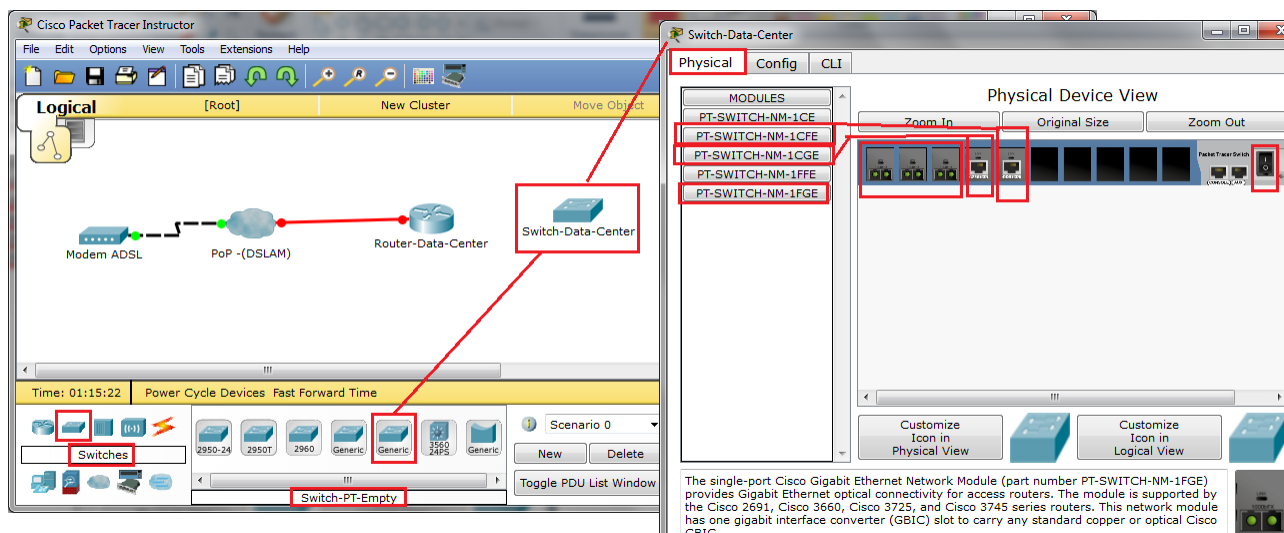 Cisco Packet Tracer Instructor
File Edit Options View Tools Extensions Help
Logical
[Root]
New Cluster
Move Object
Modem ADSL
PoP -(DSLAM)
Router-Data-Center
Switch-Data-Center
Time: 01:15:22
Power Cycle Devices Fast Forward Time
Switches
2950-24
2950T
2960
Generic
Generic
3560
24PS
Generic
Switch-PT-Empty
Scenario 0
New
Delete
Toggle PDU List Window
Switch-Data-Center
Physical
Config
CLI
MODULES
PT-SWITCH-NM-1CE
PT-SWITCH-NM-1CFE
PT-SWITCH-NM-1CGE
PT-SWITCH-NM-1FFE
PT-SWITCH-NM-1FGE
Physical Device View
Zoom In
Original Size
Zoom Out
Packet Tracer Switch
(CONSOLE) (AUX)
Customize
Icon in
Physical View
Customize
Icon in
Logical View
The single-port Cisco Gigabit Ethernet Network Module (part number PT-SWITCH-NM-1FGE)
provides Gigabit Ethernet optical connectivity for access routers. The module is supported by
the Cisco 2691, Cisco 3660, Cisco 3725, and Cisco 3745 series routers. This network module
has one gigabit interface converter (GBIC) slot to carry any standard copper or optical Cisco
GBIC